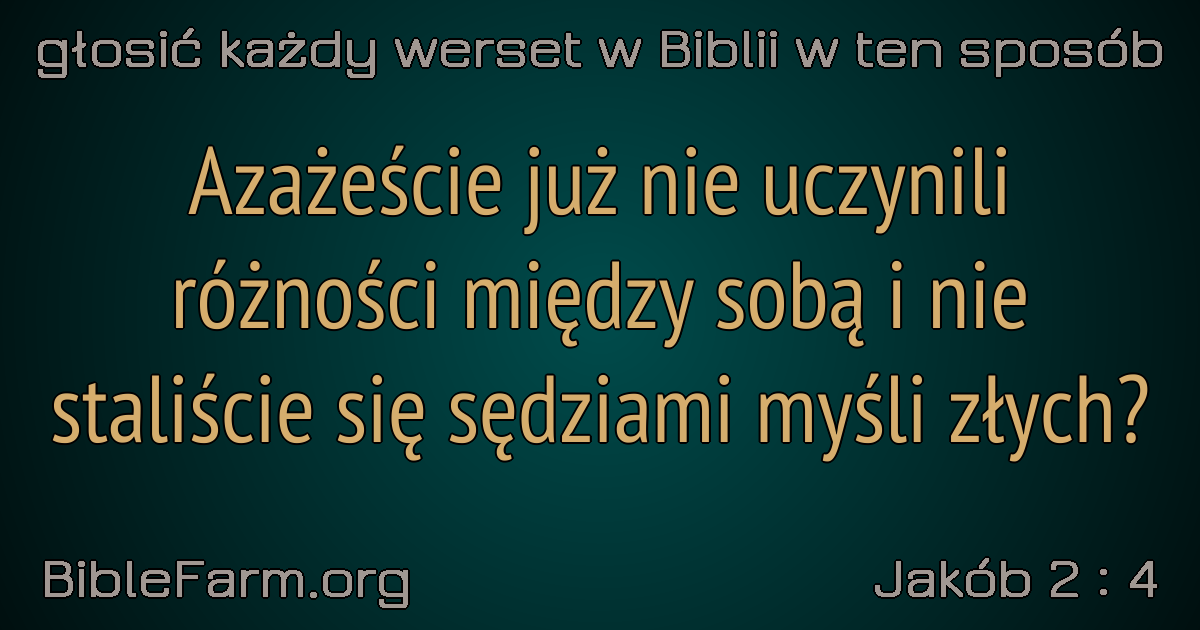 głosić każdy werset w Biblii w ten sposób
Azażeście już nie uczynili
różności między sobą i nie
staliście się sędziami myśli złych?
BibleFarm.org
Jakób 2 : 4